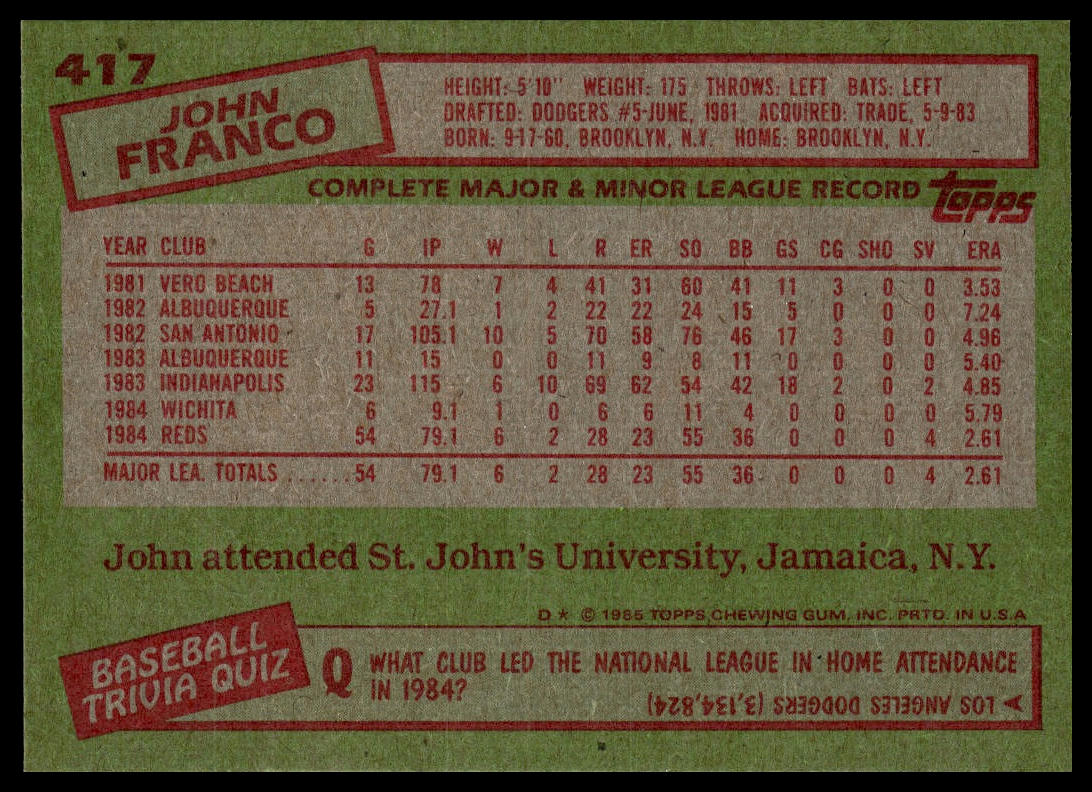 417
JOHN
FRANCO
HEIGHT: 5'10" WEIGHT: 175 THROWS: LEFT BATS: LEFT
DRAFTED: DODGERS #5-JUNE, 1981 ACQUIRED: TRADE, 5-9-83
BORN: 9-17-60, BROOKLYN, N.Y. HOME: BROOKLYN, N.Y.
COMPLETE MAJOR & MINOR LEAGUE RECORD topps
YEAR CLUB G IP W L R ER SO BB GS CG SHO SV ERA
1981 VERO BEACH 13 78 7 4 41 31 60 41 11 3 0 0 3.53
1982 ALBUQUERQUE 5 27.1 1 2 22 22 24 15 5 0 0 0 7.24
1982 SAN ANTONIO 17 105.1 10 5 70 58 76 46 17 3 0 0 4.96
1983 ALBUQUERQUE 11 15 0 0 11 9 8 11 0 0 0 0 5.40
1983 INDIANAPOLIS 23 115 6 10 69 62 54 42 18 2 0 2 4.85
1984 WICHITA 6 9.1 1 0 6 6 11 4 0 0 0 0 5.79
1984 REDS 54 79.1 6 2 28 23 55 36 0 0 0 4 2.61
MAJOR LEA. TOTALS ...... 54 79.1 6 2 28 23 55 36 0 0 0 4 2.61
John attended St. John's University, Jamaica, N.Y.
D★ © 1985 TOPPS CHEWING GUM, INC. PRTD. IN U.S.A
BASEBALL
TRIVIA QUIZ
Q WHAT CLUB LED THE NATIONAL LEAGUE IN HOME ATTENDANCE
IN 1984?
LOS ANGELES DODGERS (3,134,824)